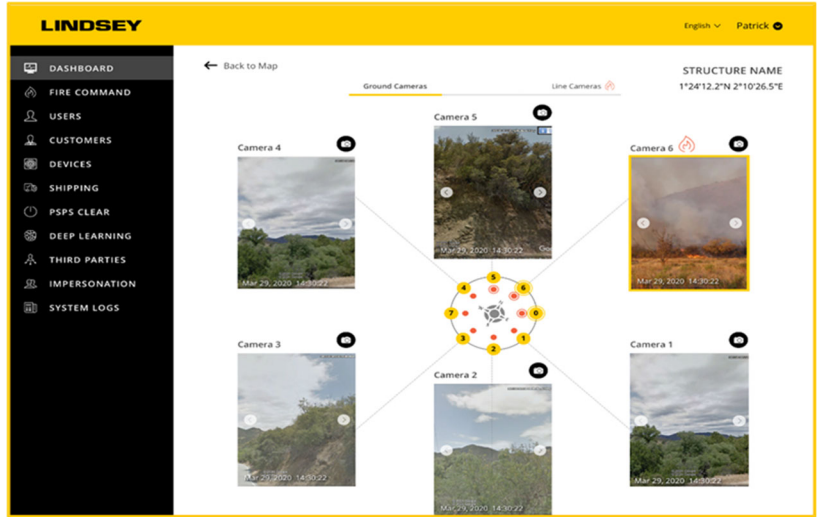 LINDSEY
English
Patrick
DASHBOARD
FIRE COMMAND
USERS
CUSTOMERS
DEVICES
SHIPPING
PSPS CLEAR
DEEP LEARNING
THIRD PARTIES
IMPERSONATION
SYSTEM LOGS
Back to Map
Ground Cameras
Line Cameras
STRUCTURE NAME
1°24'12.2"N 2°10'26.5"E
Camera 4
Mar 29, 2020 14:30:22
Camera 5
Mar 29, 2020 14:30:22
Camera 6
Mar 29, 2020 14:30:22
5
4
6
7
0
3
1
2
Camera 3
Mar 29, 2020 14:30:22
Camera 2
Mar 29, 2020 14:30:22
Camera 1
Mar 29, 2020 14:30:22